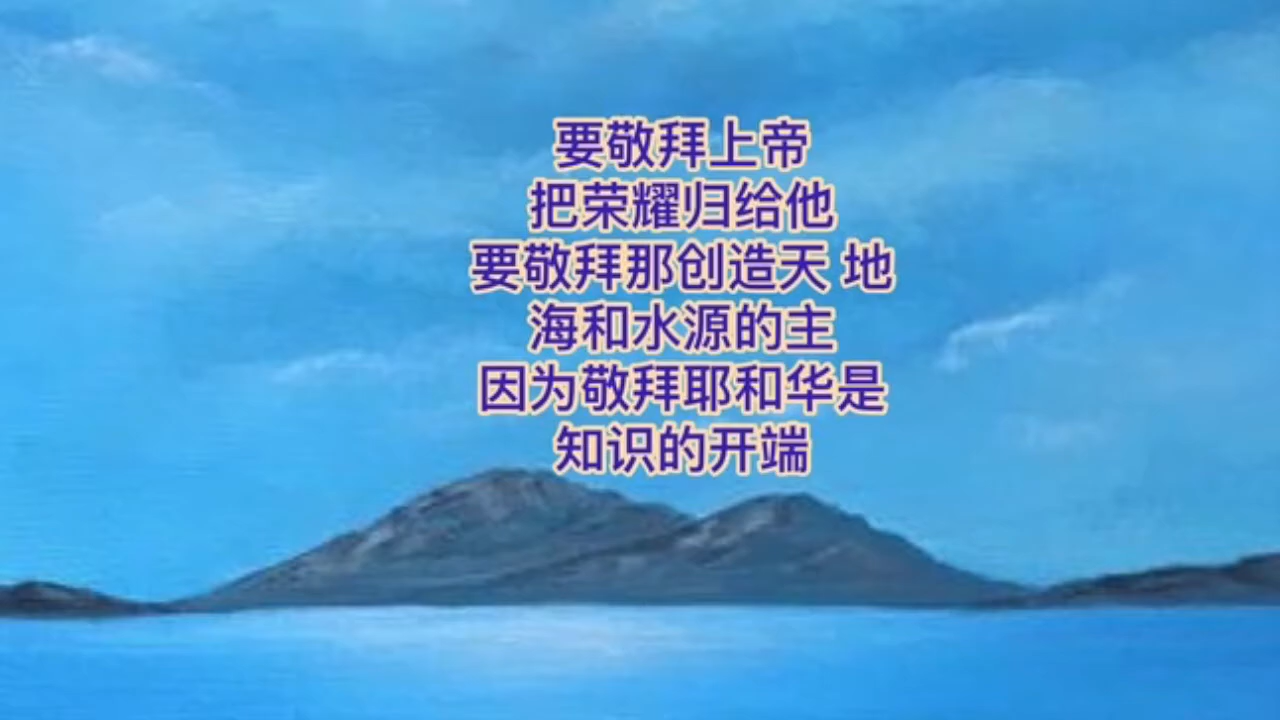 要敬拜上帝
把荣耀归给他
要敬拜那创造天 地
海和水源的主
因为敬拜耶和华是
知识的开端